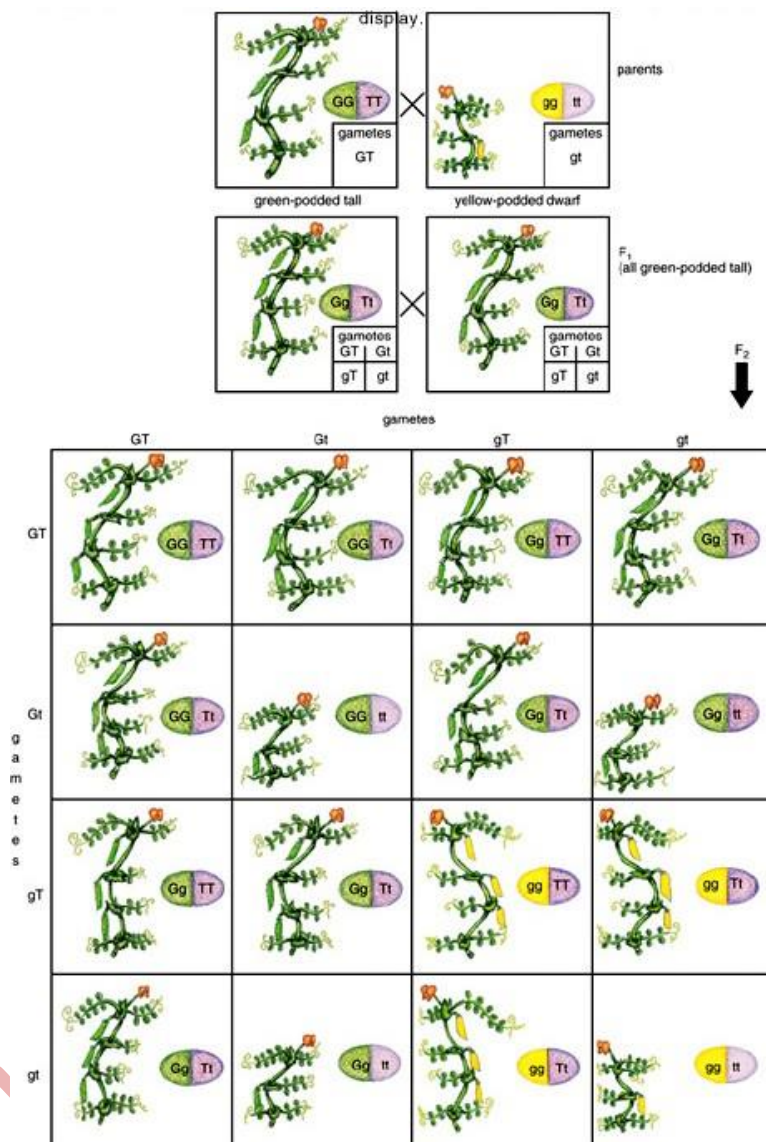 display.
GG TT
gametes
GT
gg tt
gametes
gt
parents
green-podded tall
yellow-podded dwarf
Gg Tt
gametes
GT Gt
gT gt
Gg Tt
gametes
GT Gt
gT gt
F1
(all green-podded tall)
F2
gametes
GT Gt gT gt
gametes
GT
GG TT
GG Tt
Gg TT
Gg Tt
Gt
GG Tt
GG tt
Gg Tt
Gg tt
gT
Gg TT
Gg Tt
gg TT
gg Tt
gt
Gg Tt
Gg tt
gg Tt
gg tt